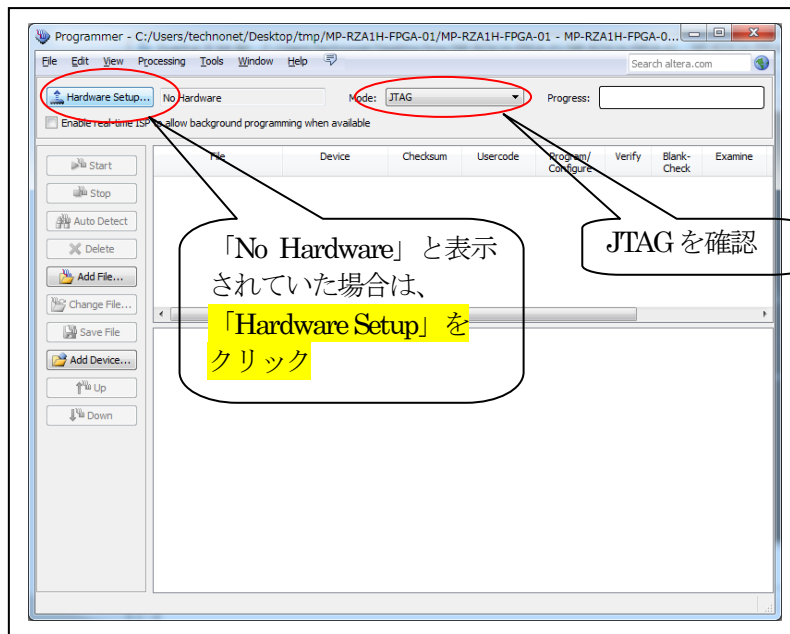 Programmer - C:/Users/technonet/Desktop/tmp/MP-RZA1H-FPGA-01/MP-RZA1H-FPGA-01 - MP-RZA1H-FPGA-0...
File Edit View Processing Tools Window Help
Search altera.com
Hardware Setup... No Hardware Mode: JTAG Progress:
Enable real-time ISP to allow background programming when available
File Device Checksum Usercode Program/ Configure Verify Blank- Check Examine
Start
Stop
Auto Detect
Delete
Add File...
Change File...
Save File
Add Device...
Up
Down
「No Hardware」と表示
されていた場合は、
「Hardware Setup」を
クリック
JTAG を確認